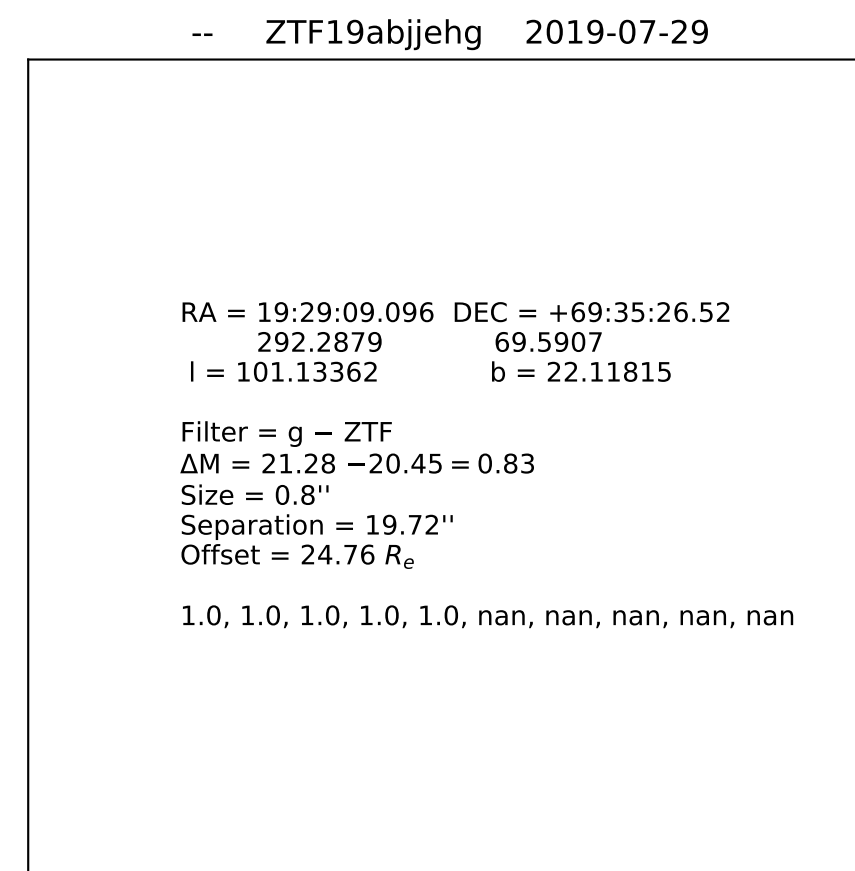 -- ZTF19abjjehg 2019-07-29
RA = 19:29:09.096 DEC = +69:35:26.52
292.2879 69.5907
l = 101.13362 b = 22.11815
Filter = g − ZTF
ΔM = 21.28 −20.45 = 0.83
Size = 0.8''
Separation = 19.72''
Offset = 24.76 Rₑ
1.0, 1.0, 1.0, 1.0, 1.0, nan, nan, nan, nan, nan